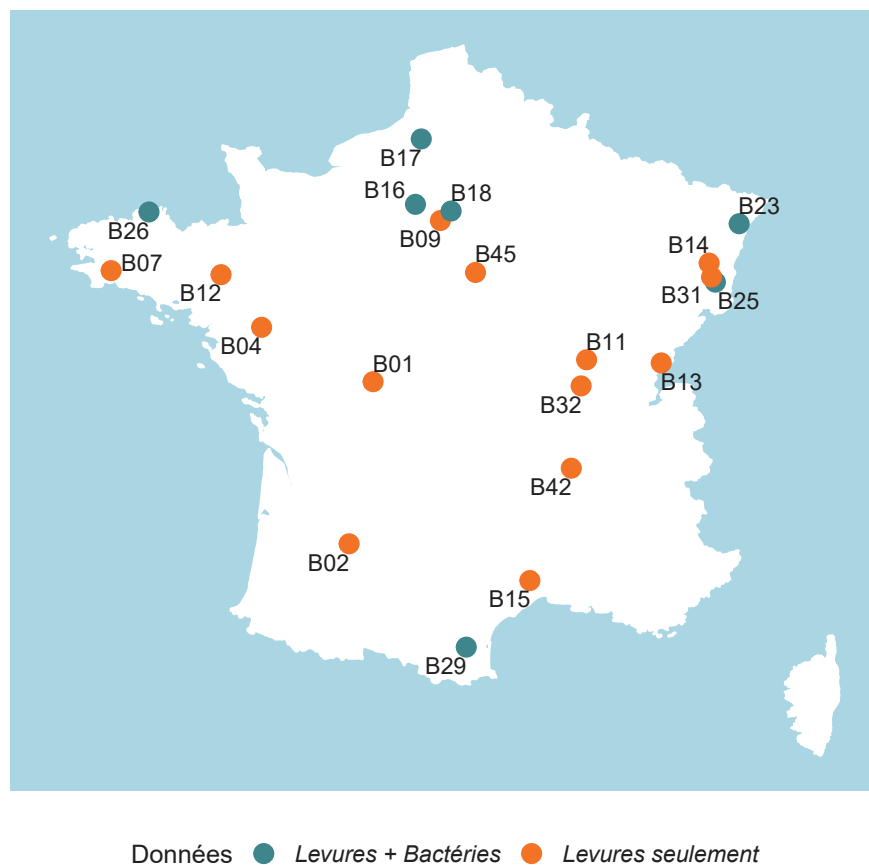 B17
B16
B18
B26
B23
B09
B14
B45
B07
B12
B31
B25
B04
B11
B01
B13
B32
B42
B02
B15
B29
Données Levures + Bactéries Levures seulement